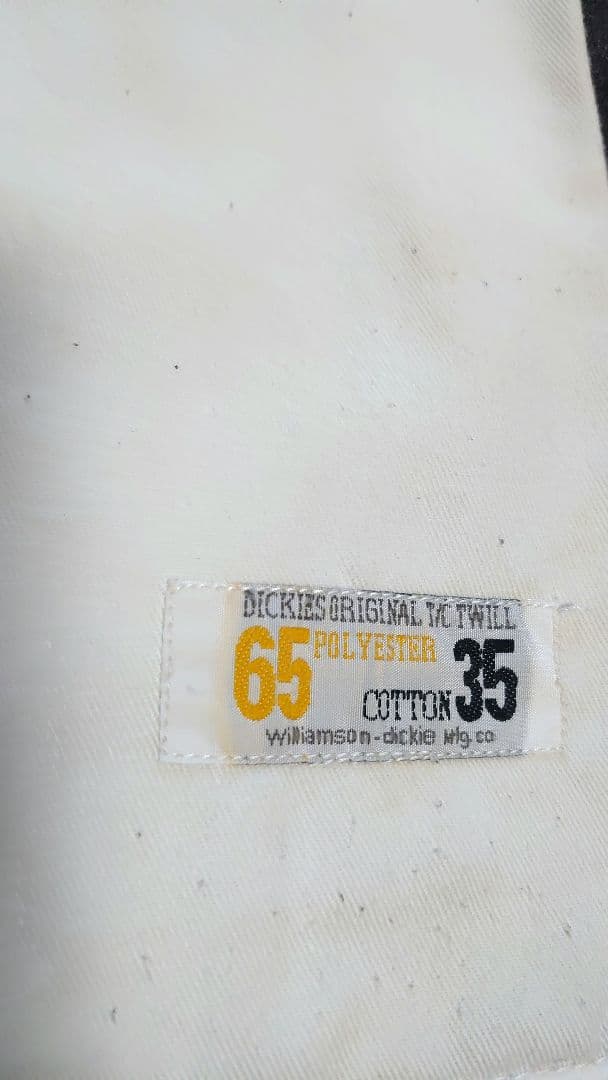 DICKIES ORIGINAL T/C TWILL
65 POLYESTER
COTTON 35
Williamson-dickie Mfg. co